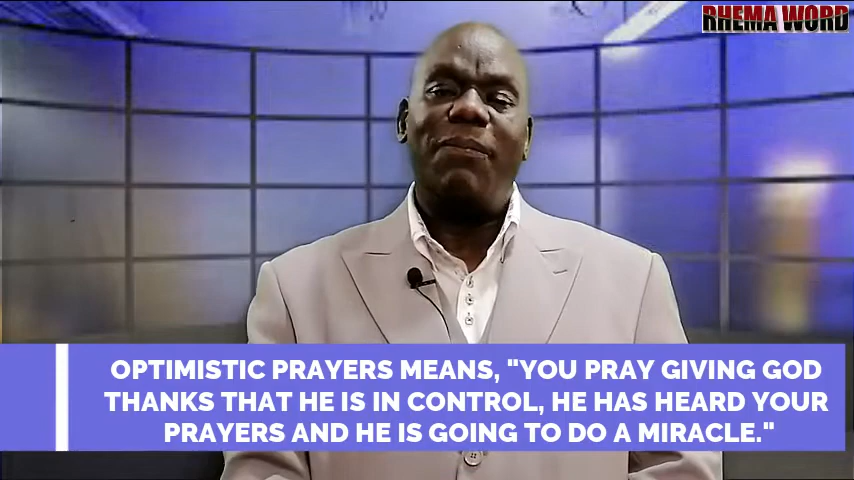 RHEMA WORD
OPTIMISTIC PRAYERS MEANS, "YOU PRAY GIVING GOD
THANKS THAT HE IS IN CONTROL, HE HAS HEARD YOUR
PRAYERS AND HE IS GOING TO DO A MIRACLE."